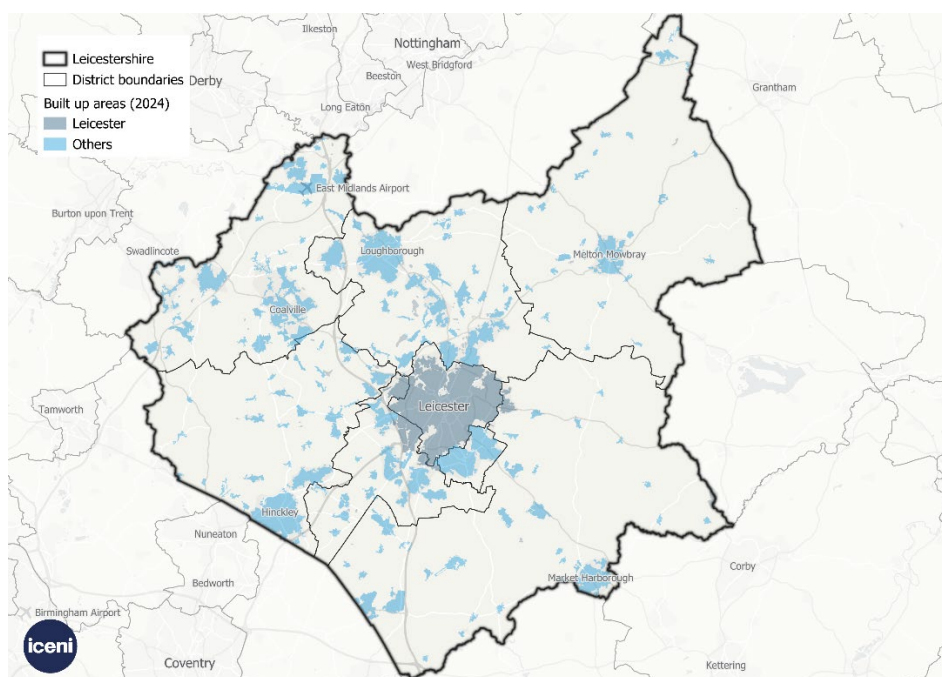 Leicestershire
District boundaries
Built up areas (2024)
Leicester
Others
Ilkeston
Nottingham
West Bridgford
Beeston
Derby
Long Eaton
Grantham
East Midlands Airport
Burton upon Trent
Swadlincote
Loughborough
Melton Mowbray
Coalville
Tamworth
Leicester
Hinckley
Nuneaton
Bedworth
Market Harborough
Corby
Birmingham Airport
iceni
Coventry
Kettering